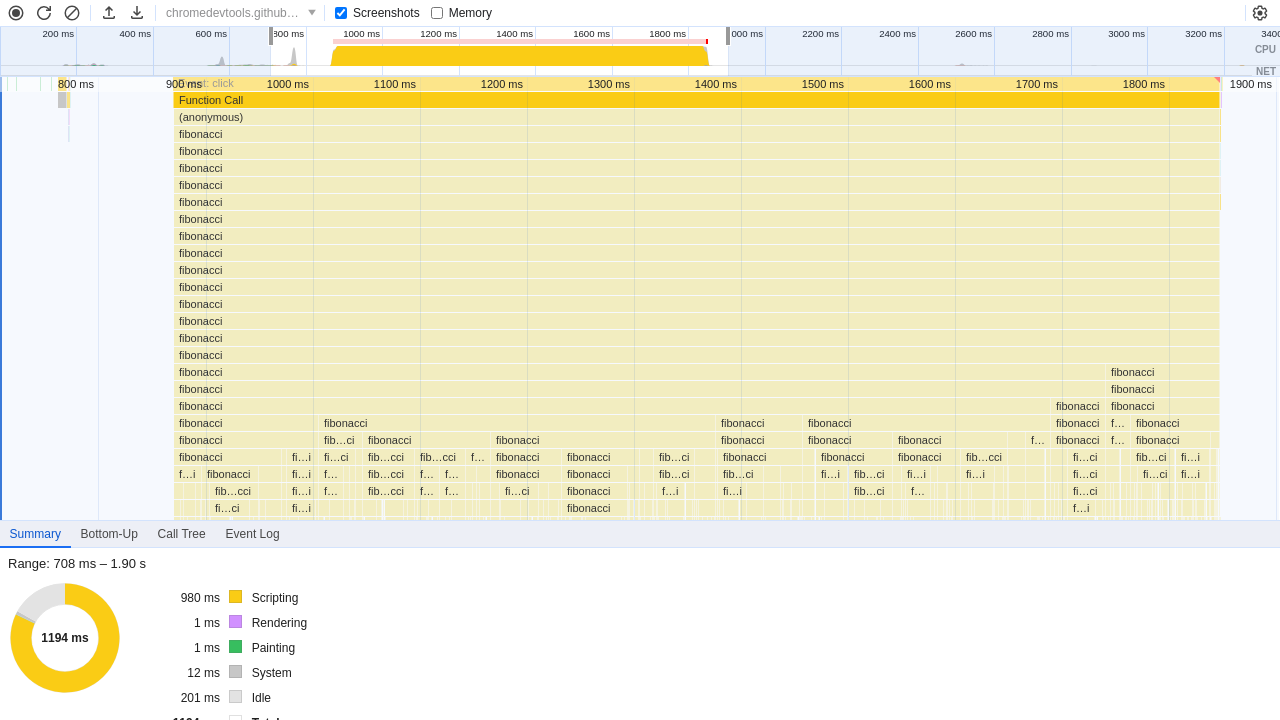 chromedevtools.github… Screenshots Memory
200 ms 400 ms 600 ms 800 ms 1000 ms 1200 ms 1400 ms 1600 ms 1800 ms 000 ms 2200 ms 2400 ms 2600 ms 2800 ms 3000 ms 3200 ms 3400
CPU
NET
800 ms 900 ms click 1000 ms 1100 ms 1200 ms 1300 ms 1400 ms 1500 ms 1600 ms 1700 ms 1800 ms 1900 ms
Function Call
(anonymous)
fibonacci
fibonacci
fibonacci
fibonacci
fibonacci
fibonacci
fibonacci
fibonacci
fibonacci
fibonacci
fibonacci
fibonacci
fibonacci
fibonacci
fibonacci fibonacci
fibonacci fibonacci
fibonacci fibonacci fibonacci
fibonacci fibonacci fibonacci fibonacci fibonacci f… fibonacci
fibonacci fib…ci fibonacci fibonacci fibonacci fibonacci fibonacci f… fibonacci f… fibonacci
fibonacci fi…i fi…ci fib…cci fib…cci f… fibonacci fibonacci fib…ci fibonacci fibonacci fibonacci fib…cci fi…ci fib…ci fi…i
f…i fibonacci fi…i f… fib…cci f… f… fibonacci fibonacci fib…ci fib…ci fi…i fib…ci fi…i fi…i fi…ci fi…ci fi…i
fib…cci fi…i f… fib…cci f… f… fi…ci fibonacci f…i fi…i fib…ci f… fi…ci
fi…ci fi…i fibonacci f…i
Summary Bottom-Up Call Tree Event Log
Range: 708 ms – 1.90 s
1194 ms
980 ms Scripting
1 ms Rendering
1 ms Painting
12 ms System
201 ms Idle